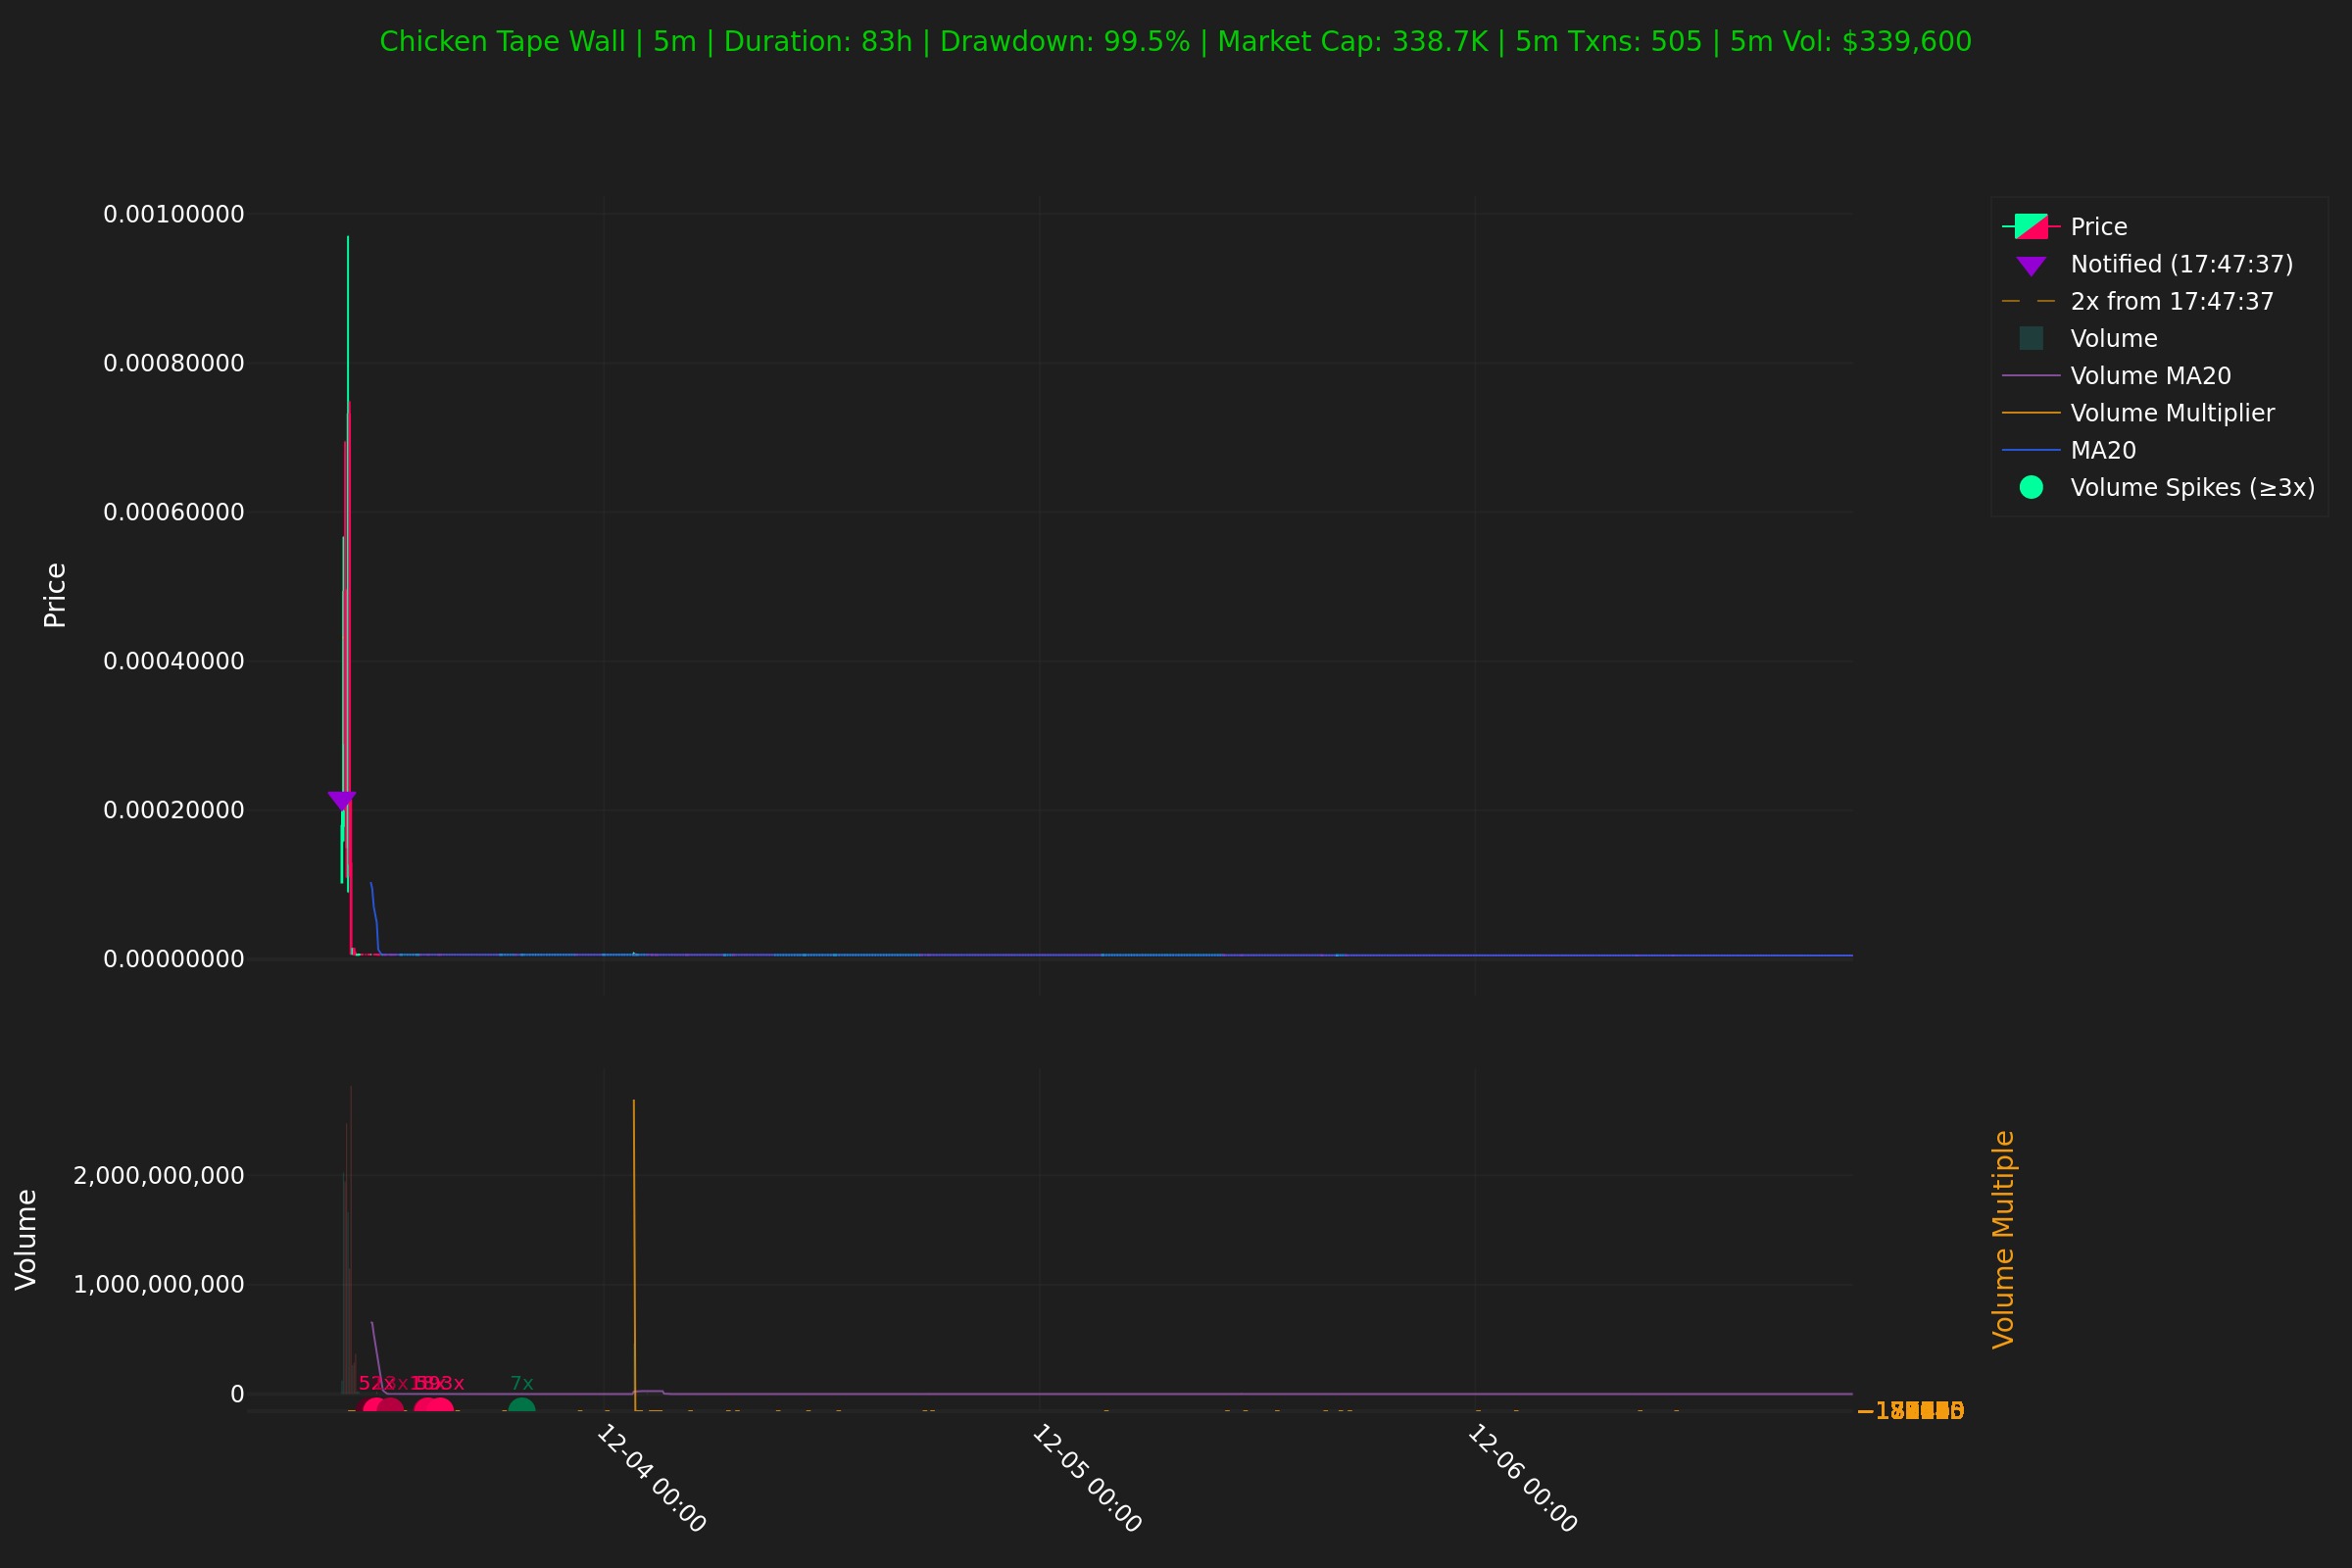 Chicken Tape Wall | 5m | Duration: 83h | Drawdown: 99.5% | Market Cap: 338.7K | 5m Txns: 505 | 5m Vol: $339,600
0.00100000
0.00080000
0.00060000
0.00040000
0.00020000
0.00000000
Price
Price
Notified (17:47:37)
2x from 17:47:37
Volume
Volume MA20
Volume Multiplier
MA20
Volume Spikes (≥3x)
2,000,000,000
1,000,000,000
0
Volume
52x
7x
Volume Multiple
12-04 00:00
12-05 00:00
12-06 00:00